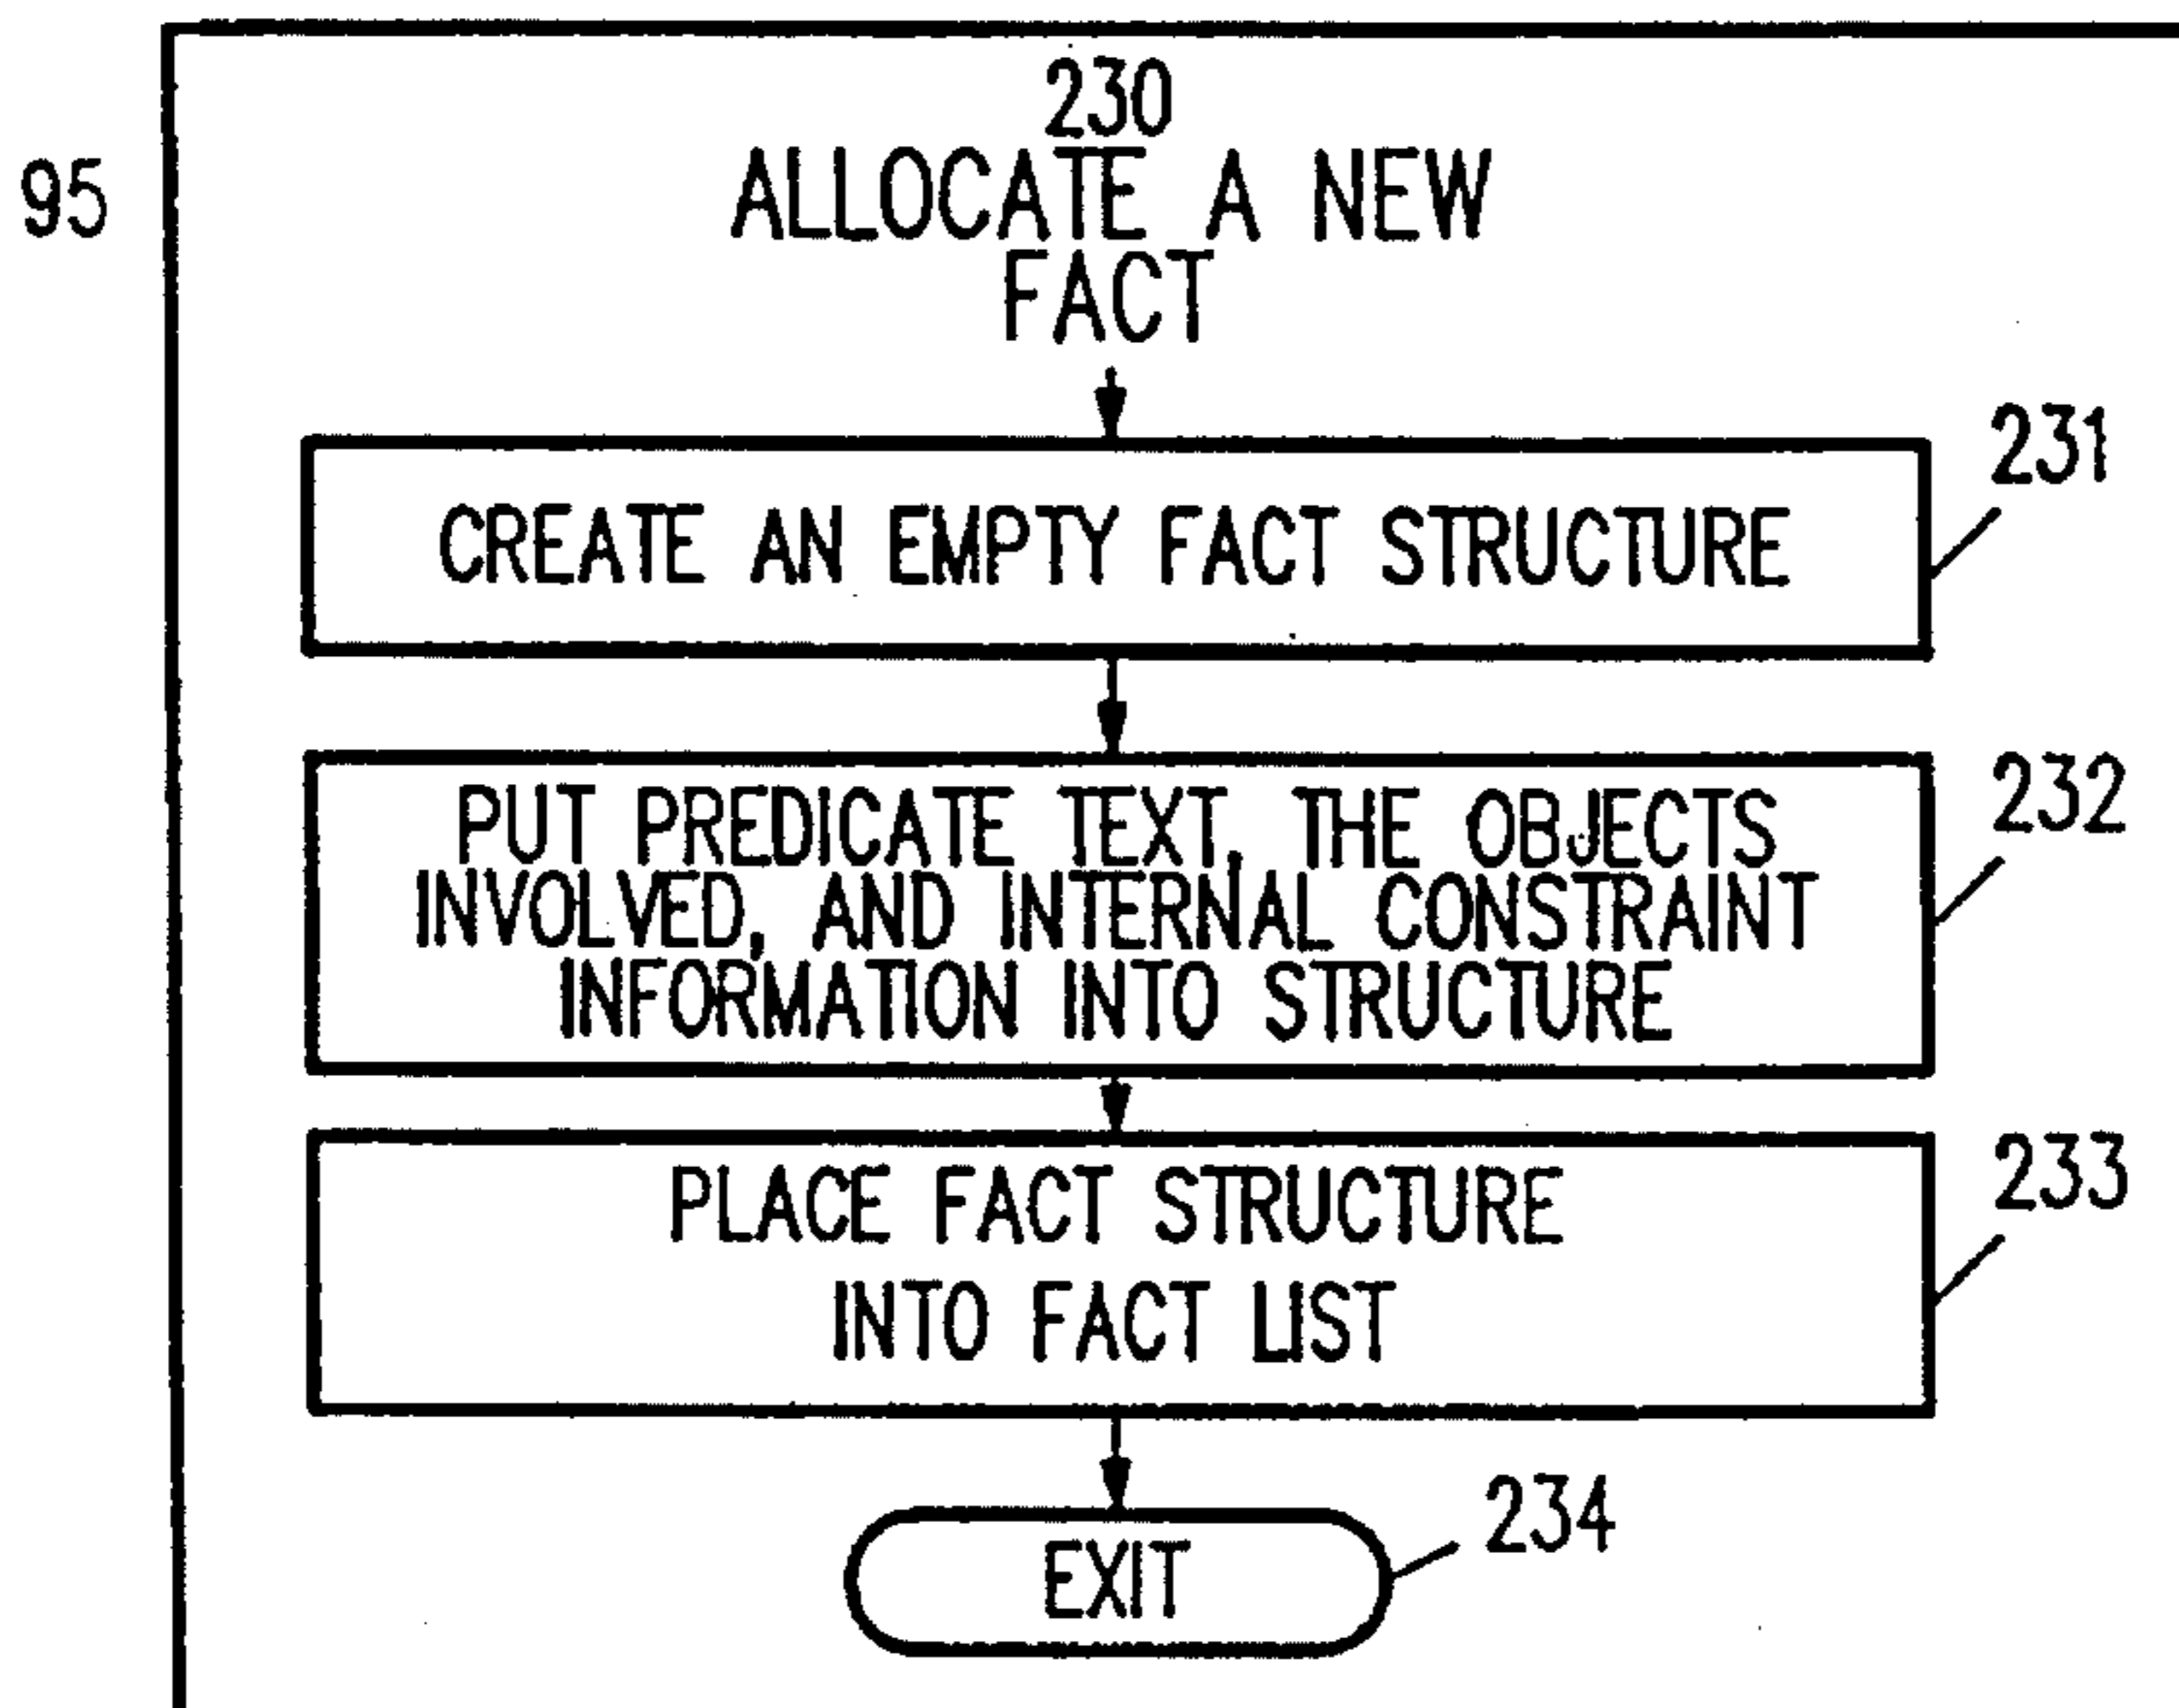 230
95
ALLOCATE A NEW
FACT
231
CREATE AN EMPTY FACT STRUCTURE
232
PUT PREDICATE TEXT, THE OBJECTS
INVOLVED, AND INTERNAL CONSTRAINT
INFORMATION INTO STRUCTURE
233
PLACE FACT STRUCTURE
INTO FACT LIST
234
EXIT